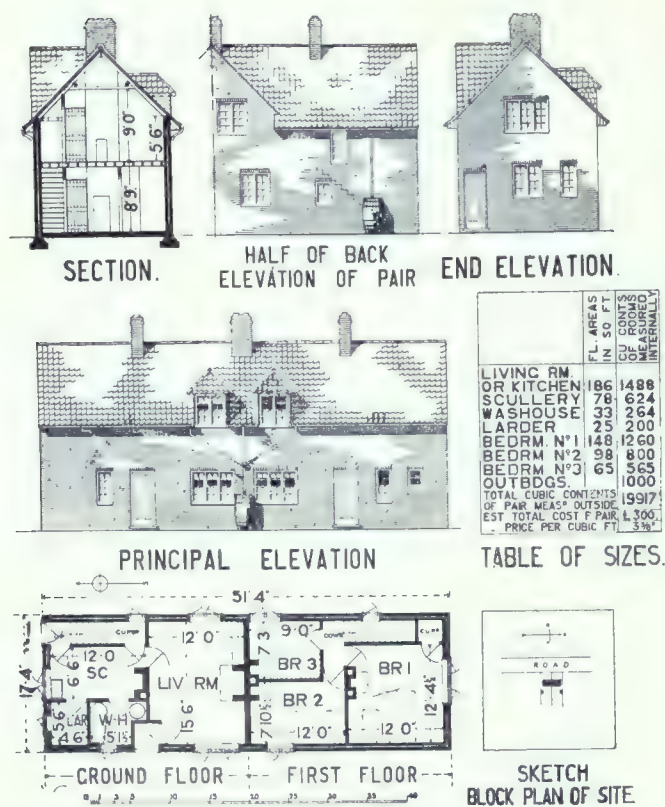 9'0"
5'6"
8'9"
SECTION.
HALF OF BACK
ELEVATION OF PAIR
END ELEVATION.
FL. AREAS
IN SQ FT
CU CONTS
OF ROOMS
MEASURED
INTERNALLY
LIVING RM.
OR KITCHEN 186 1488
SCULLERY 78 624
WASHOUSE 33 264
LARDER 25 200
BEDRM. Nº1 148 1260
BEDRM Nº2 98 800
BEDRM Nº3 65 565
OUTBDGS. 1000
TOTAL CUBIC CONTENTS
OF PAIR MEASD OUTSIDE 19917
EST TOTAL COST F PAIR £300
PRICE PER CUBIC FT
PRINCIPAL ELEVATION
TABLE OF SIZES.
51'4"
17'4"
CUPD
12'0
SC
6'6
LAR
4'6"
5'6
W-H
5'1½
12'0"
LIV RM
15'6
7'3
9'0"
BR 3
DOWN
BR 2
7'10½
12'0"
CUPD
BR 1
12'4½
12'0"
GROUND FLOOR
FIRST FLOOR
ROAD
SKETCH
BLOCK PLAN OF SITE